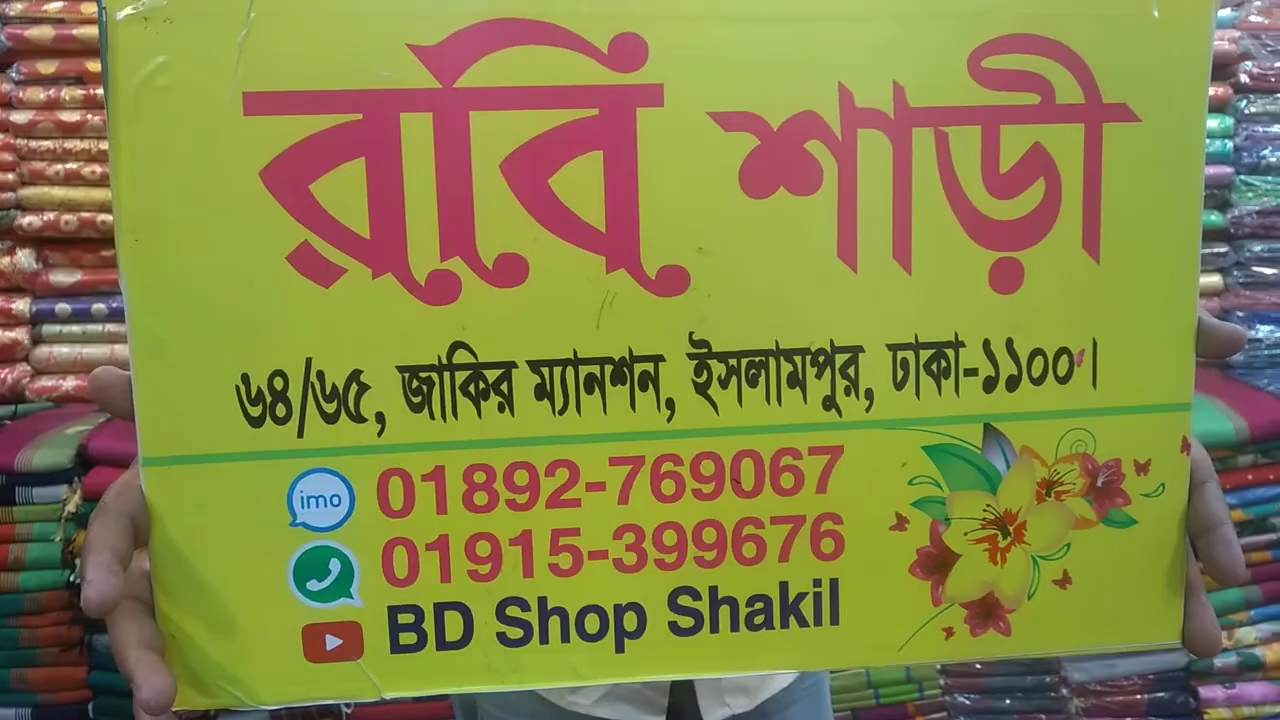 রবি শাড়ী
৬৪/৬৫, জাকির ম্যানশন, ইসলামপুর, ঢাকা-১১০০।
imo 01892-769067
01915-399676
BD Shop Shakil